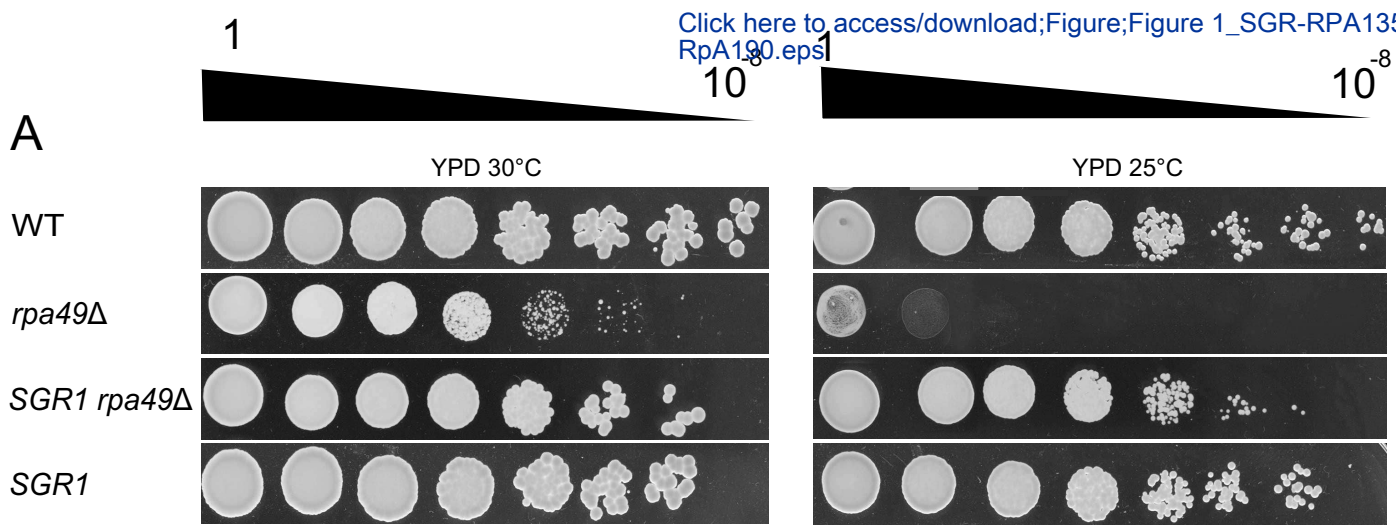 Click here to access/download;Figure;Figure 1_SGR-RPA135
RpA190.eps
1
10-8
1
10-8
A
YPD 30°C
YPD 25°C
WT
rpa49Δ
SGR1 rpa49Δ
SGR1